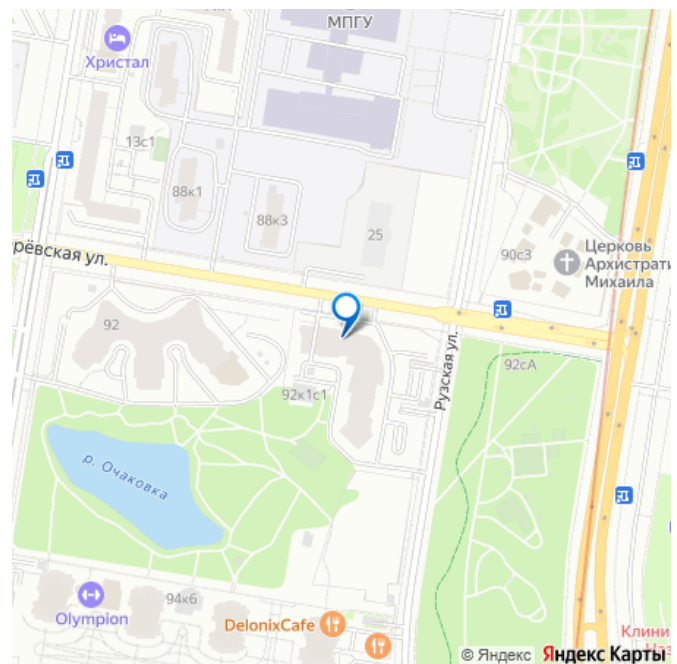 МПГУ
Христал
13с1
88к1
88к3
25
90с3
Церковь
Архистрати
Михаила
рёвская ул.
92
92к1с1
Рузская ул.
92сА
р. Очаковка
94к6
Olympion
DelonixCafe
Клини
Наз
© Яндекс Яндекс Карты